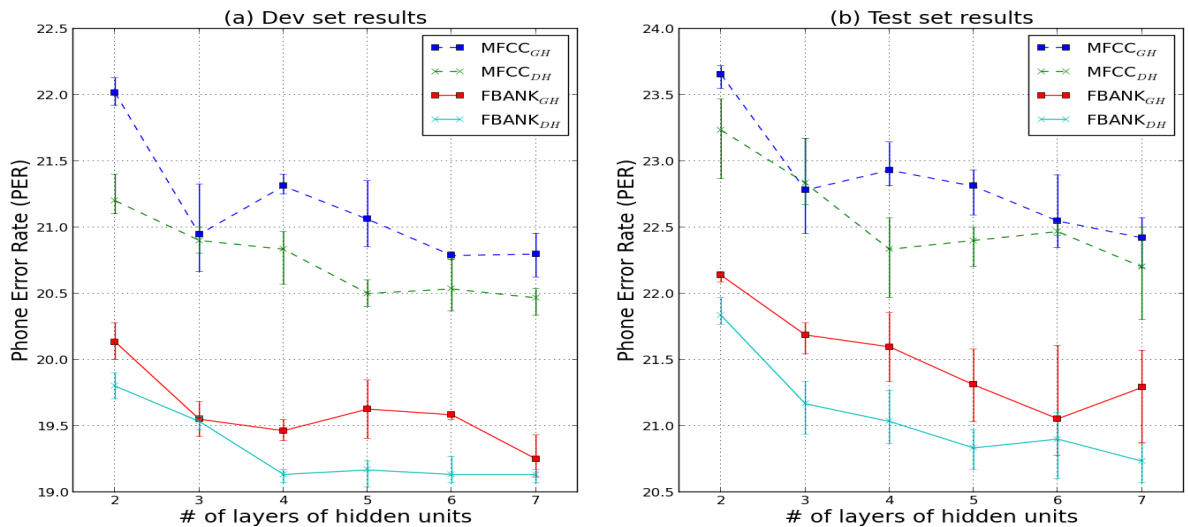 (a) Dev set results
22.5
22.0
21.5
21.0
20.5
20.0
19.5
19.0
Phone Error Rate (PER)
2 3 4 5 6 7
# of layers of hidden units
MFCC_GH
MFCC_DH
FBANK_GH
FBANK_DH
(b) Test set results
24.0
23.5
23.0
22.5
22.0
21.5
21.0
20.5
Phone Error Rate (PER)
2 3 4 5 6 7
# of layers of hidden units
MFCC_GH
MFCC_DH
FBANK_GH
FBANK_DH